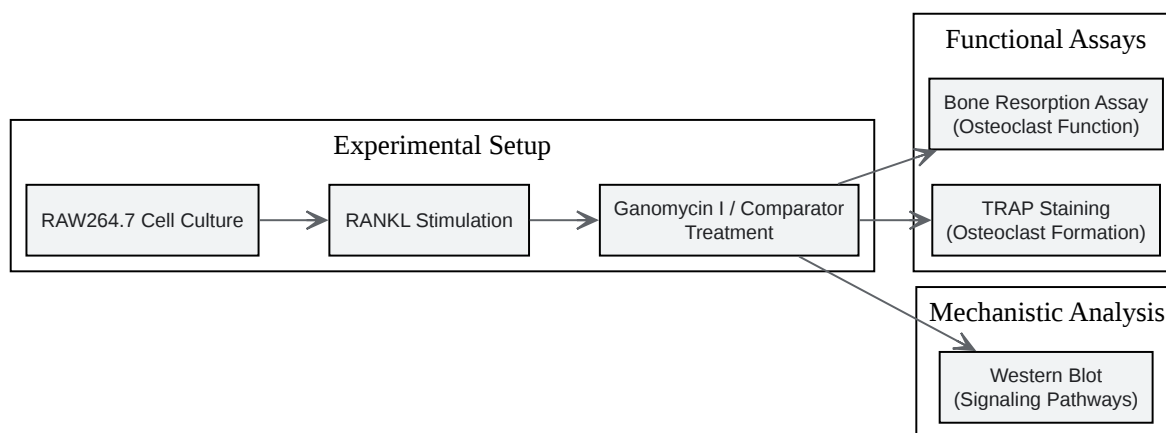 Experimental Setup
RAW264.7 Cell Culture
RANKL Stimulation
Ganomycin I / Comparator
Treatment
Functional Assays
Bone Resorption Assay
(Osteoclast Function)
TRAP Staining
(Osteoclast Formation)
Mechanistic Analysis
Western Blot
(Signaling Pathways)